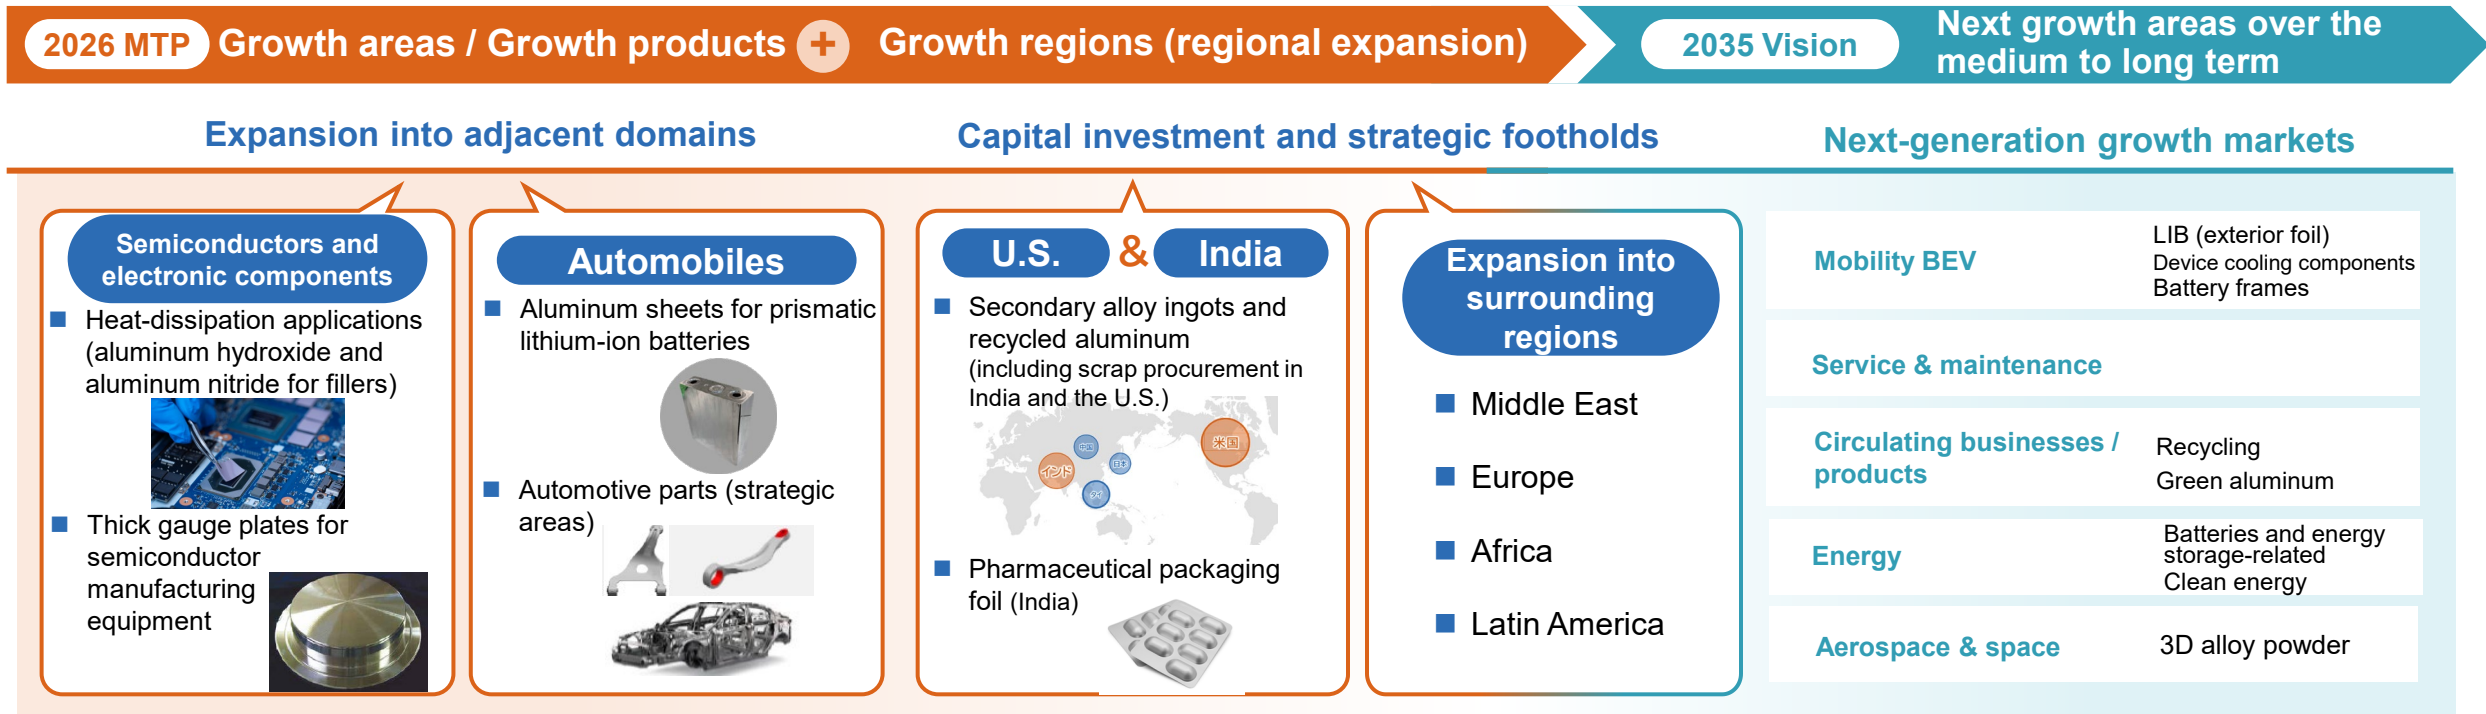 2026 MTP
Growth areas / Growth products
+
Growth regions (regional expansion)
2035 Vision
Next growth areas over the
medium to long term
Expansion into adjacent domains
Capital investment and strategic footholds
Next-generation growth markets
Semiconductors and
electronic components
■ Heat-dissipation applications
(aluminum hydroxide and
aluminum nitride for fillers)
■ Thick gauge plates for
semiconductor
manufacturing
equipment
Automobiles
■ Aluminum sheets for prismatic
lithium-ion batteries
■ Automotive parts (strategic
areas)
U.S. & India
■ Secondary alloy ingots and
recycled aluminum
(including scrap procurement in
India and the U.S.)
中国
米国
インド
日本
タイ
■ Pharmaceutical packaging
foil (India)
Expansion into
surrounding
regions
■ Middle East
■ Europe
■ Africa
■ Latin America
Mobility BEV
LIB (exterior foil)
Device cooling components
Battery frames
Service & maintenance
Circulating businesses /
products
Recycling
Green aluminum
Energy
Batteries and energy
storage-related
Clean energy
Aerospace & space
3D alloy powder